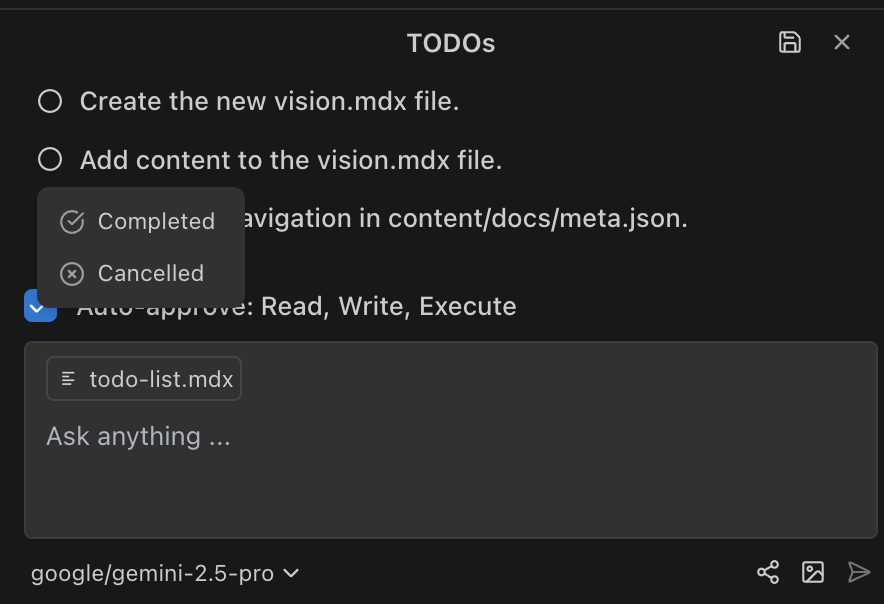 TODOs
Create the new vision.mdx file.
Add content to the vision.mdx file.
Completed
avigation in content/docs/meta.json.
Cancelled
Auto-approve: Read, Write, Execute
todo-list.mdx
Ask anything ...
google/gemini-2.5-pro